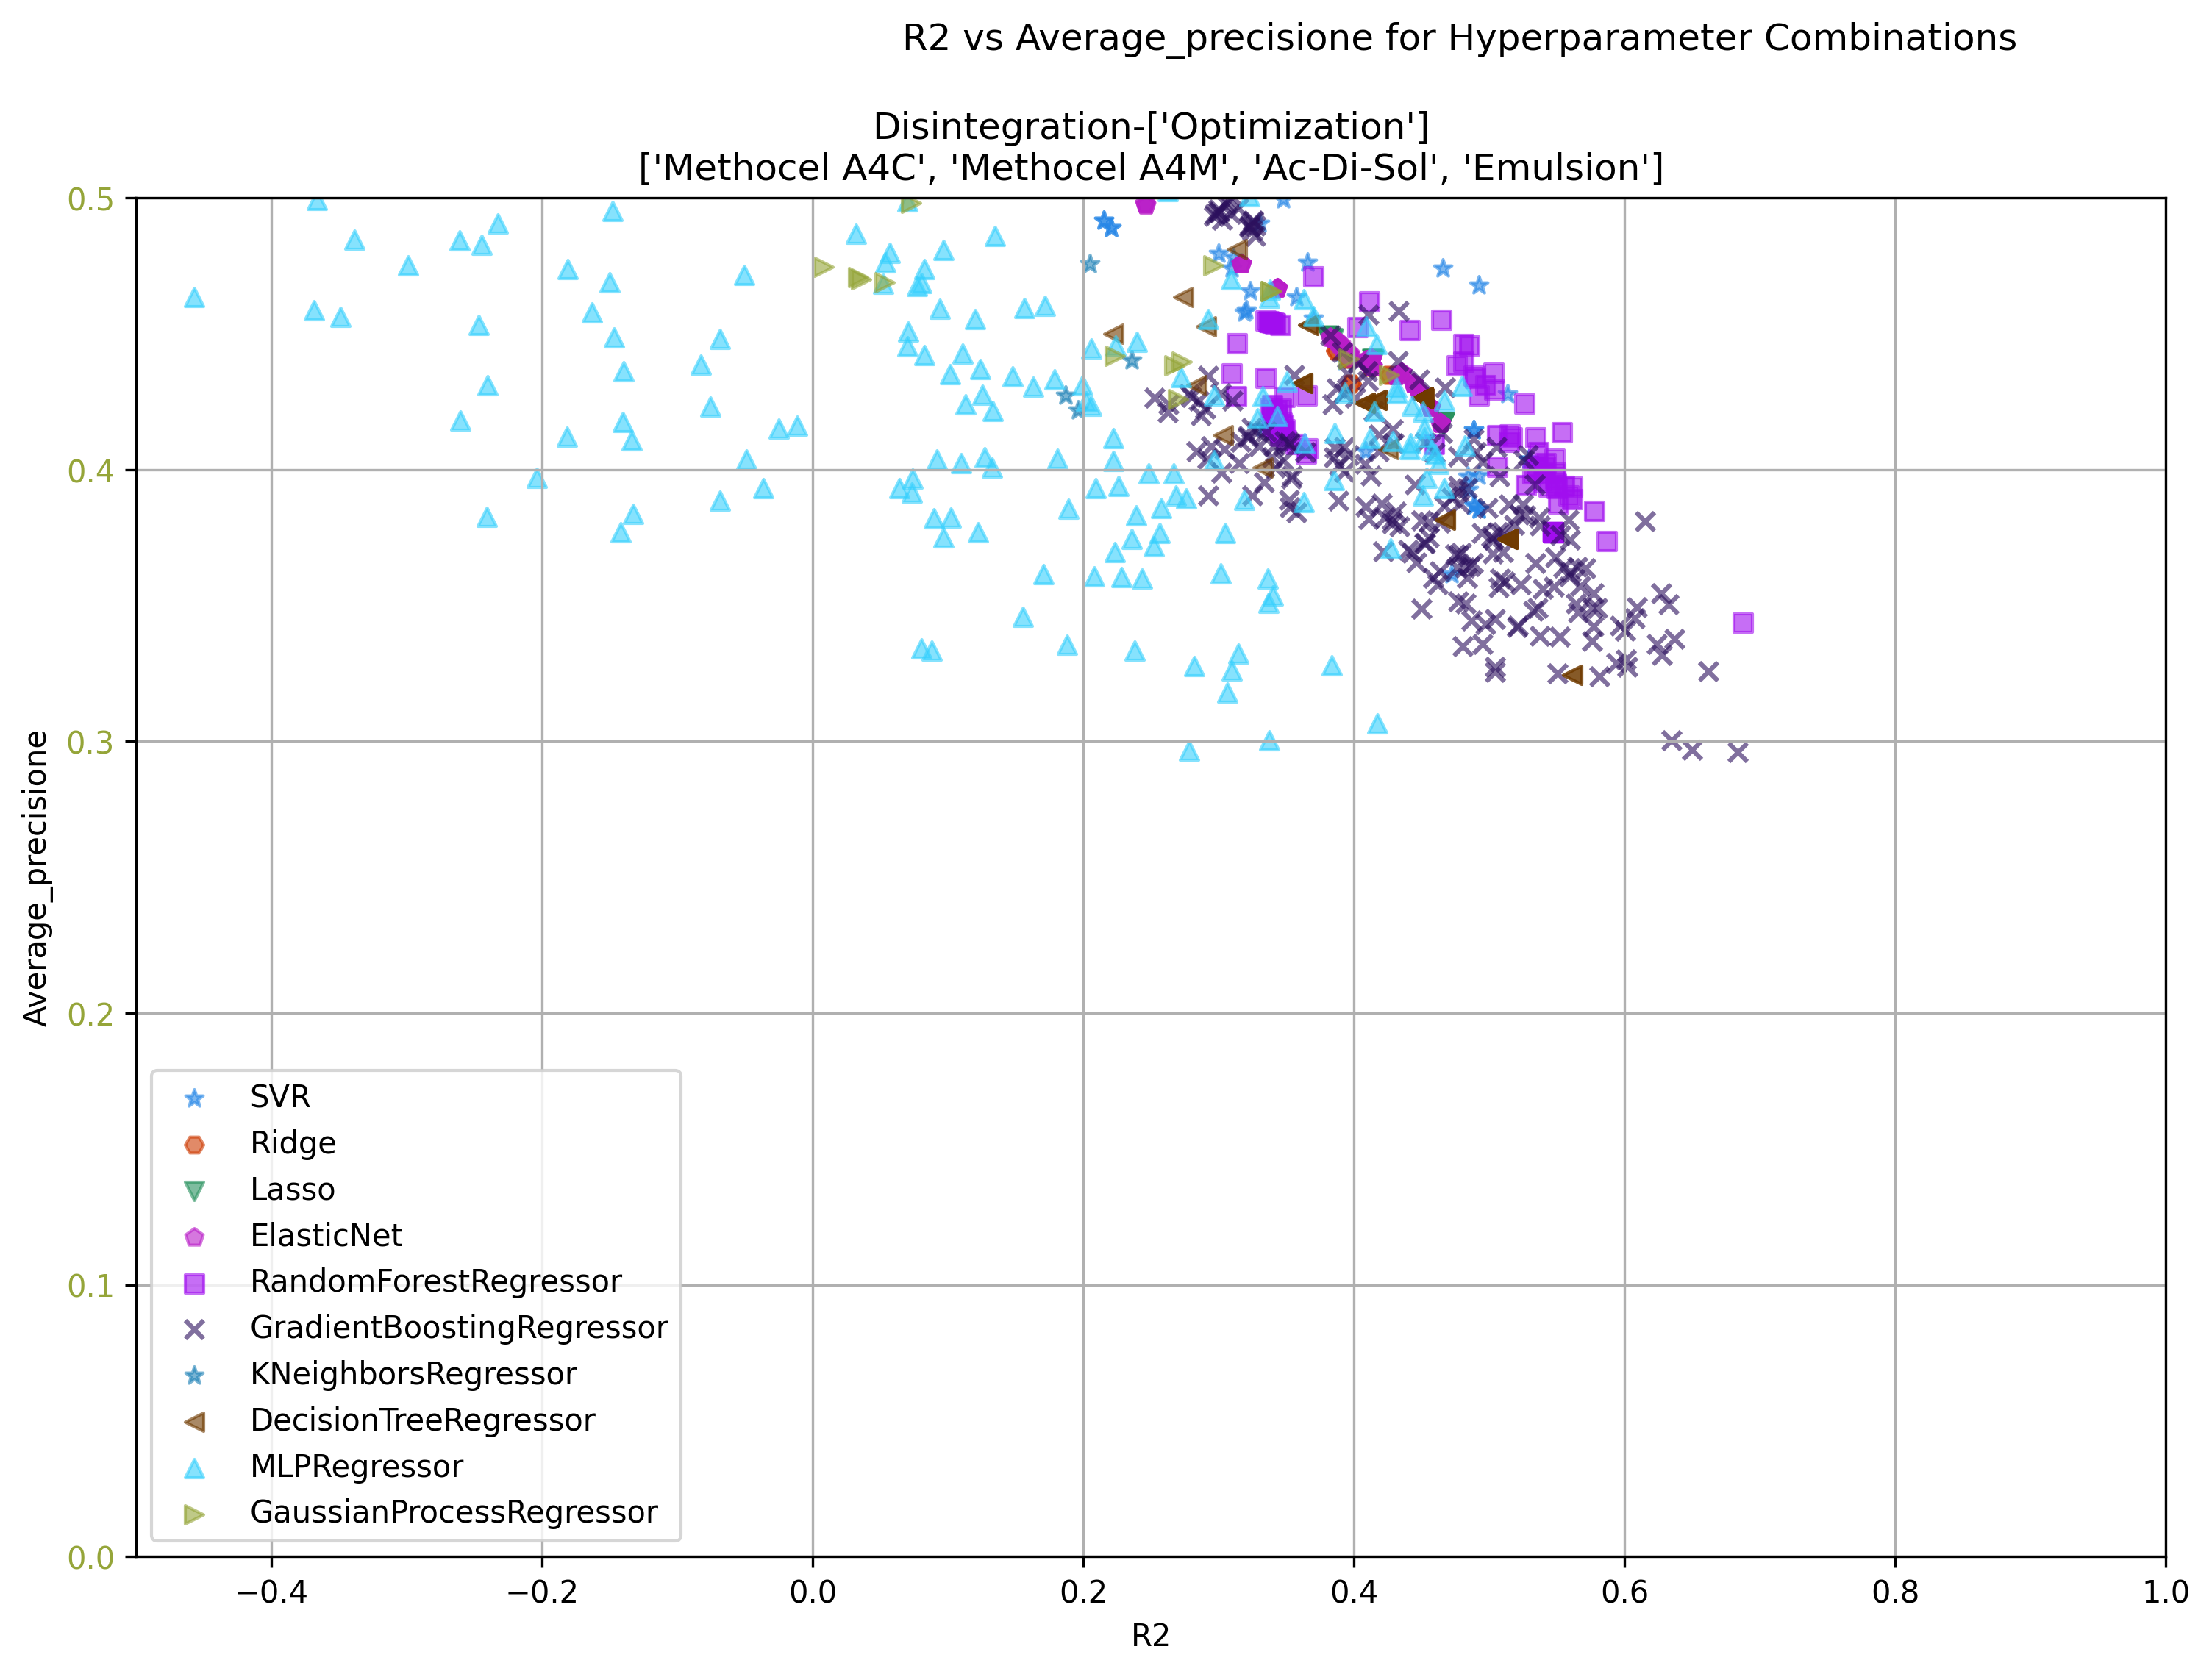 R2 vs Average_precisione for Hyperparameter Combinations
Disintegration-['Optimization']
['Methocel A4C', 'Methocel A4M', 'Ac-Di-Sol', 'Emulsion']
0.5
0.4
0.3
0.2
0.1
0.0
Average_precisione
SVR
Ridge
Lasso
ElasticNet
RandomForestRegressor
GradientBoostingRegressor
KNeighborsRegressor
DecisionTreeRegressor
MLPRegressor
GaussianProcessRegressor
−0.4 −0.2 0.0 0.2 0.4 0.6 0.8 1.0
R2